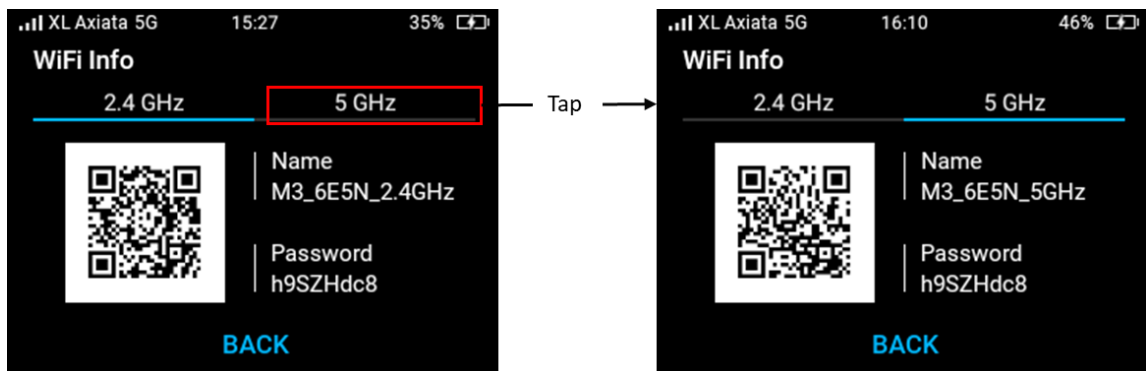 XL Axiata 5G 15:27 35%
WiFi Info
2.4 GHz 5 GHz
Name
M3_6E5N_2.4GHz
Password
h9SZHdc8
BACK
Tap
XL Axiata 5G 16:10 46%
WiFi Info
2.4 GHz 5 GHz
Name
M3_6E5N_5GHz
Password
h9SZHdc8
BACK